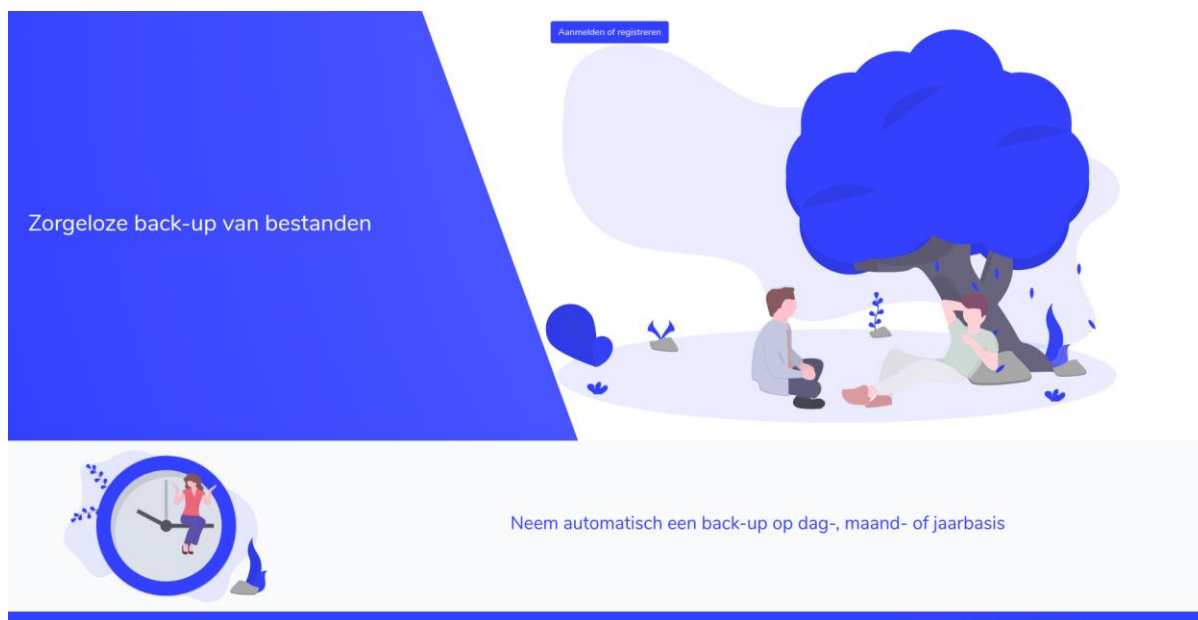 Aanmelden of registreren
Zorgeloze back-up van bestanden
Neem automatisch een back-up op dag-, maand- of jaarbasis